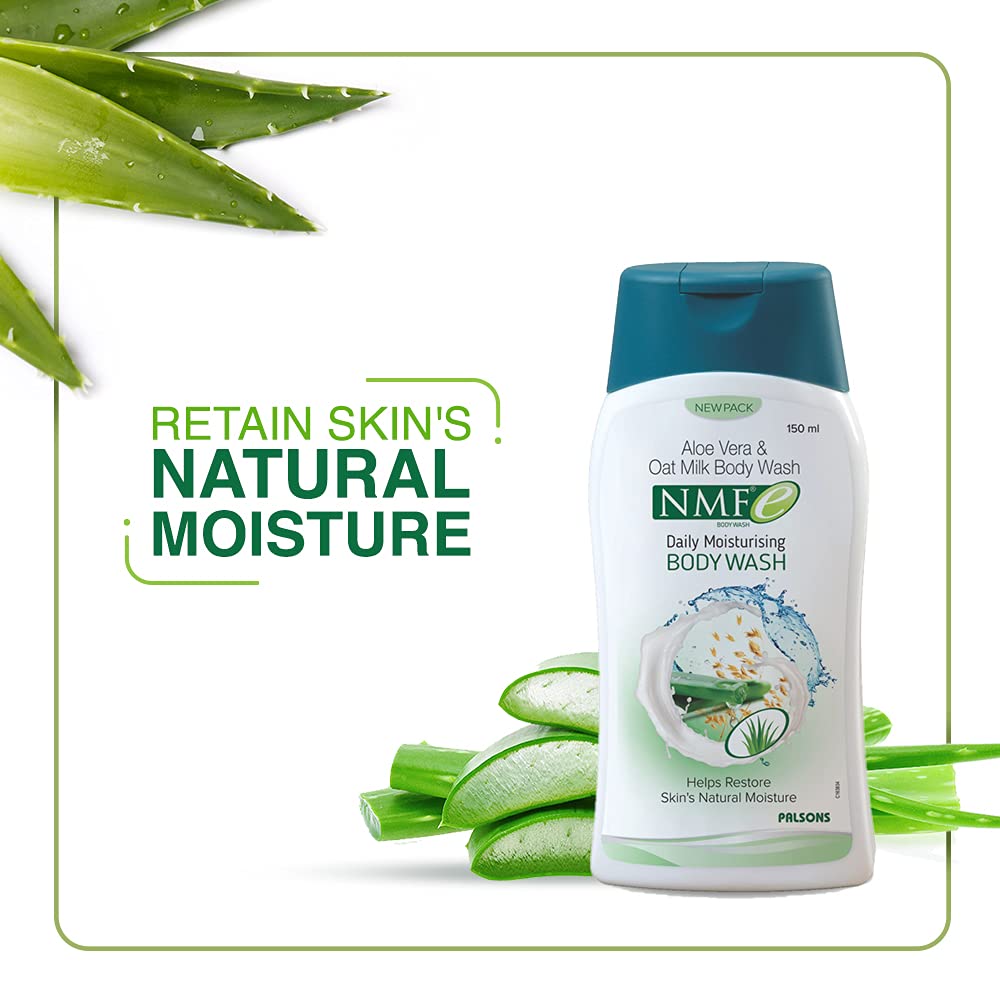 RETAIN SKIN'S
NATURAL
MOISTURE
NEW PACK
150 ml
Aloe Vera &
Oat Milk Body Wash
NMF®e
BODY WASH
Daily Moisturising
BODY WASH
Helps Restore
Skin's Natural Moisture
PALSONS